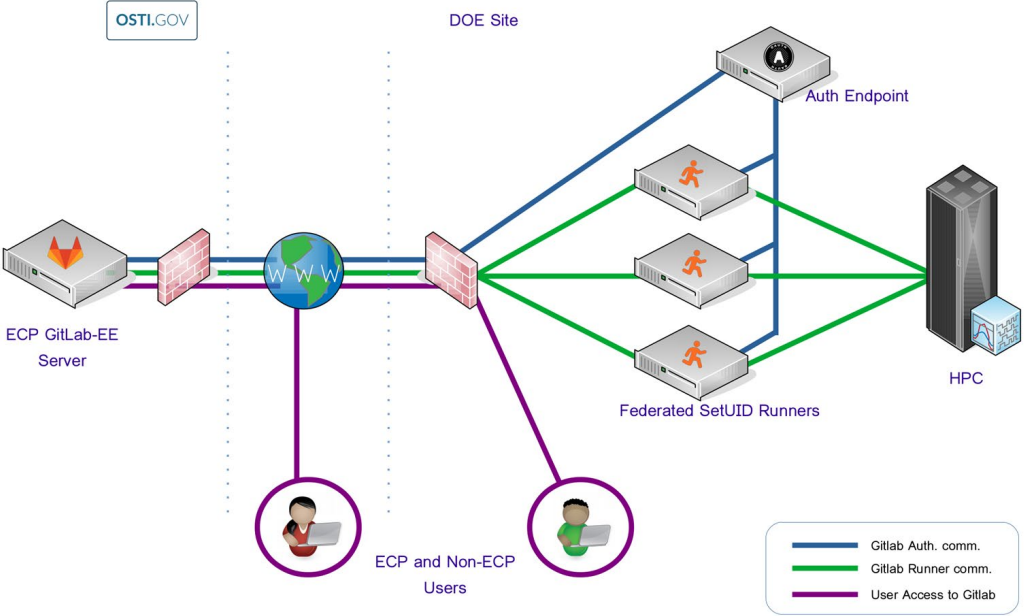 OSTI.GOV
DOE Site
A
Auth Endpoint
WWW
ECP GitLab-EE
Server
HPC
Federated SetUID Runners
ECP and Non-ECP
Users
Gitlab Auth. comm.
Gitlab Runner comm.
User Access to Gitlab